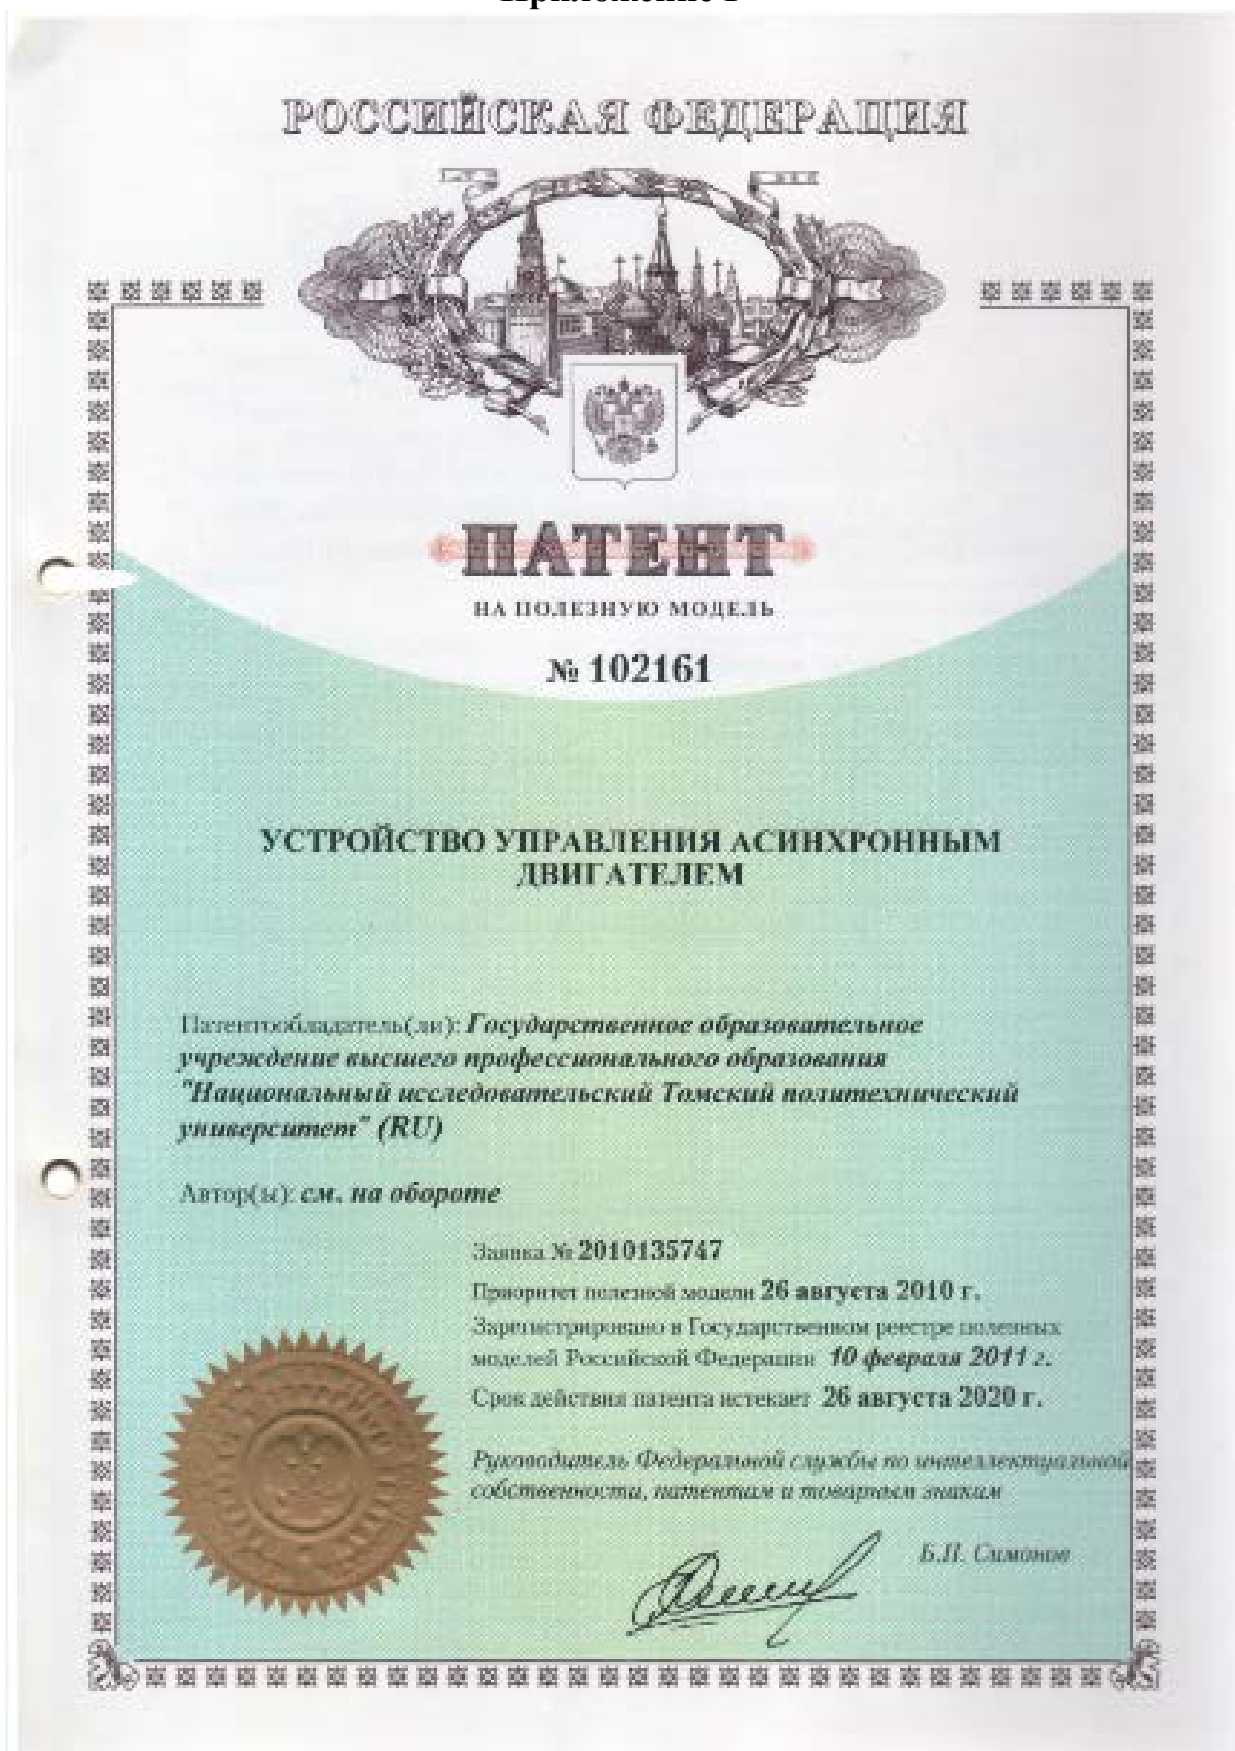 Приложение
РОССИЙСКАЯ ФЕДЕРАЦИЯ
ПАТЕНТ
НА ПОЛЕЗНУЮ МОДЕЛЬ
№ 102161
УСТРОЙСТВО УПРАВЛЕНИЯ АСИНХРОННЫМ
ДВИГАТЕЛЕМ
Патентообладатель(ли): Государственное образовательное
учреждение высшего профессионального образования
"Национальный исследовательский Томский политехнический
университет" (RU)
Автор(ы): см. на обороте
Заявка № 2010135747
Приоритет полезной модели 26 августа 2010 г.
Зарегистрировано в Государственном реестре полезных
моделей Российской Федерации 10 февраля 2011 г.
Срок действия патента истекает 26 августа 2020 г.
Руководитель Федеральной службы по интеллектуальной
собственности, патентам и товарным знакам
Б.П. Симонов